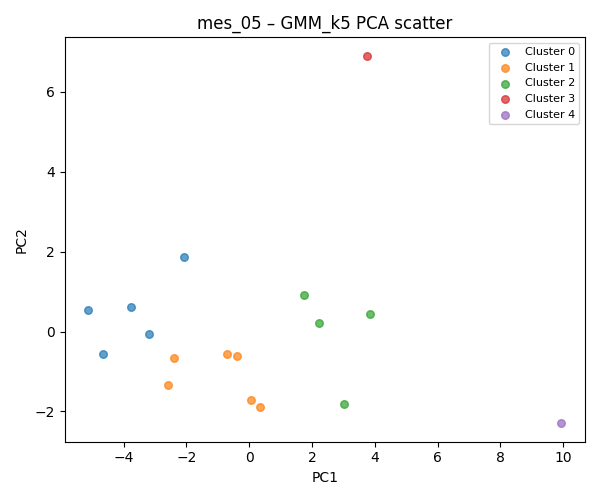 mes_05 – GMM_k5 PCA scatter
Cluster 0
Cluster 1
Cluster 2
Cluster 3
Cluster 4
PC2
6
4
2
0
−2
−4 −2 0 2 4 6 8 10
PC1